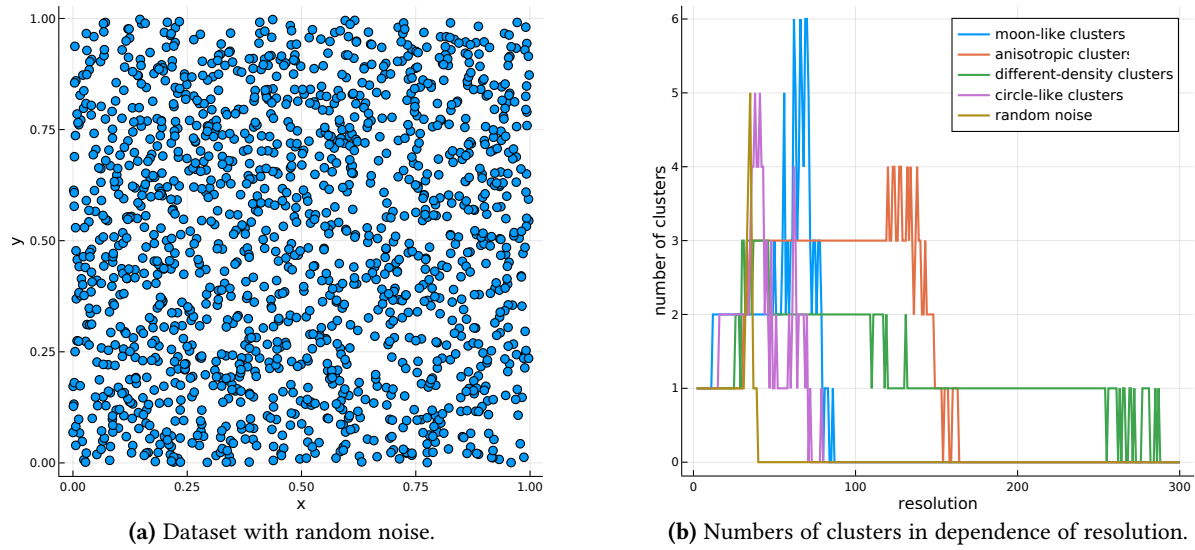 1.00
0.75
0.50
0.25
0.00
y
0.00
0.25
0.50
0.75
1.00
x
(a) Dataset with random noise.
6
5
4
3
2
1
0
number of clusters
moon-like clusters
anisotropic clusters
different-density clusters
circle-like clusters
random noise
0
100
200
300
resolution
(b) Numbers of clusters in dependence of resolution.